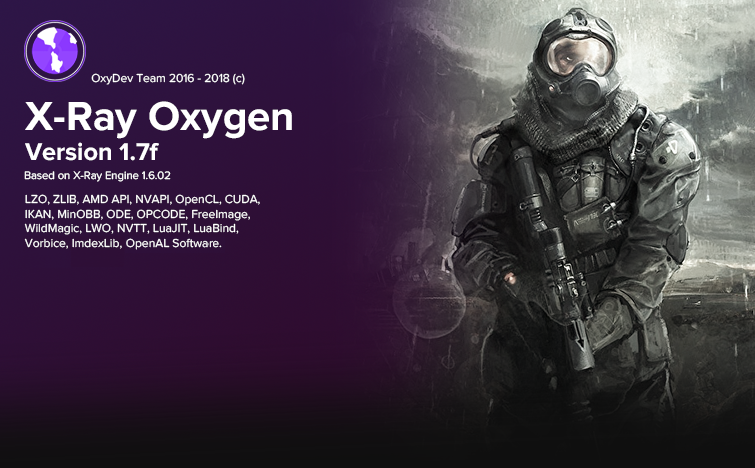 OxyDev Team 2016 - 2018 (c)
X-Ray Oxygen
Version 1.7f
Based on X-Ray Engine 1.6.02
LZO, ZLIB, AMD API, NVAPI, OpenCL, CUDA,
IKAN, MinOBB, ODE, OPCODE, FreeImage,
WildMagic, LWO, NVTT, LuaJIT, LuaBind,
Vorbice, ImdexLib, OpenAL Software.